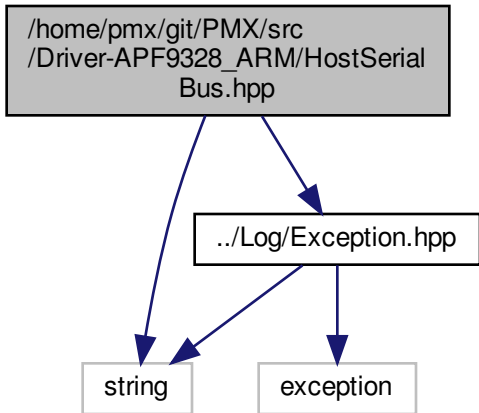 /home/pmx/git/PMX/src
/Driver-APF9328_ARM/HostSerial
Bus.hpp
../Log/Exception.hpp
string
exception